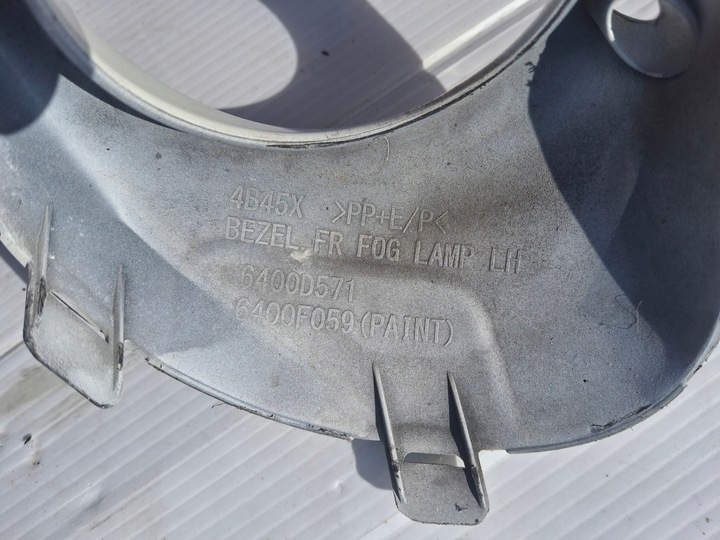 4B45X >PP+E/P<
BEZEL,FR FOG LAMP LH
6400D571
6400F059(PAINT)